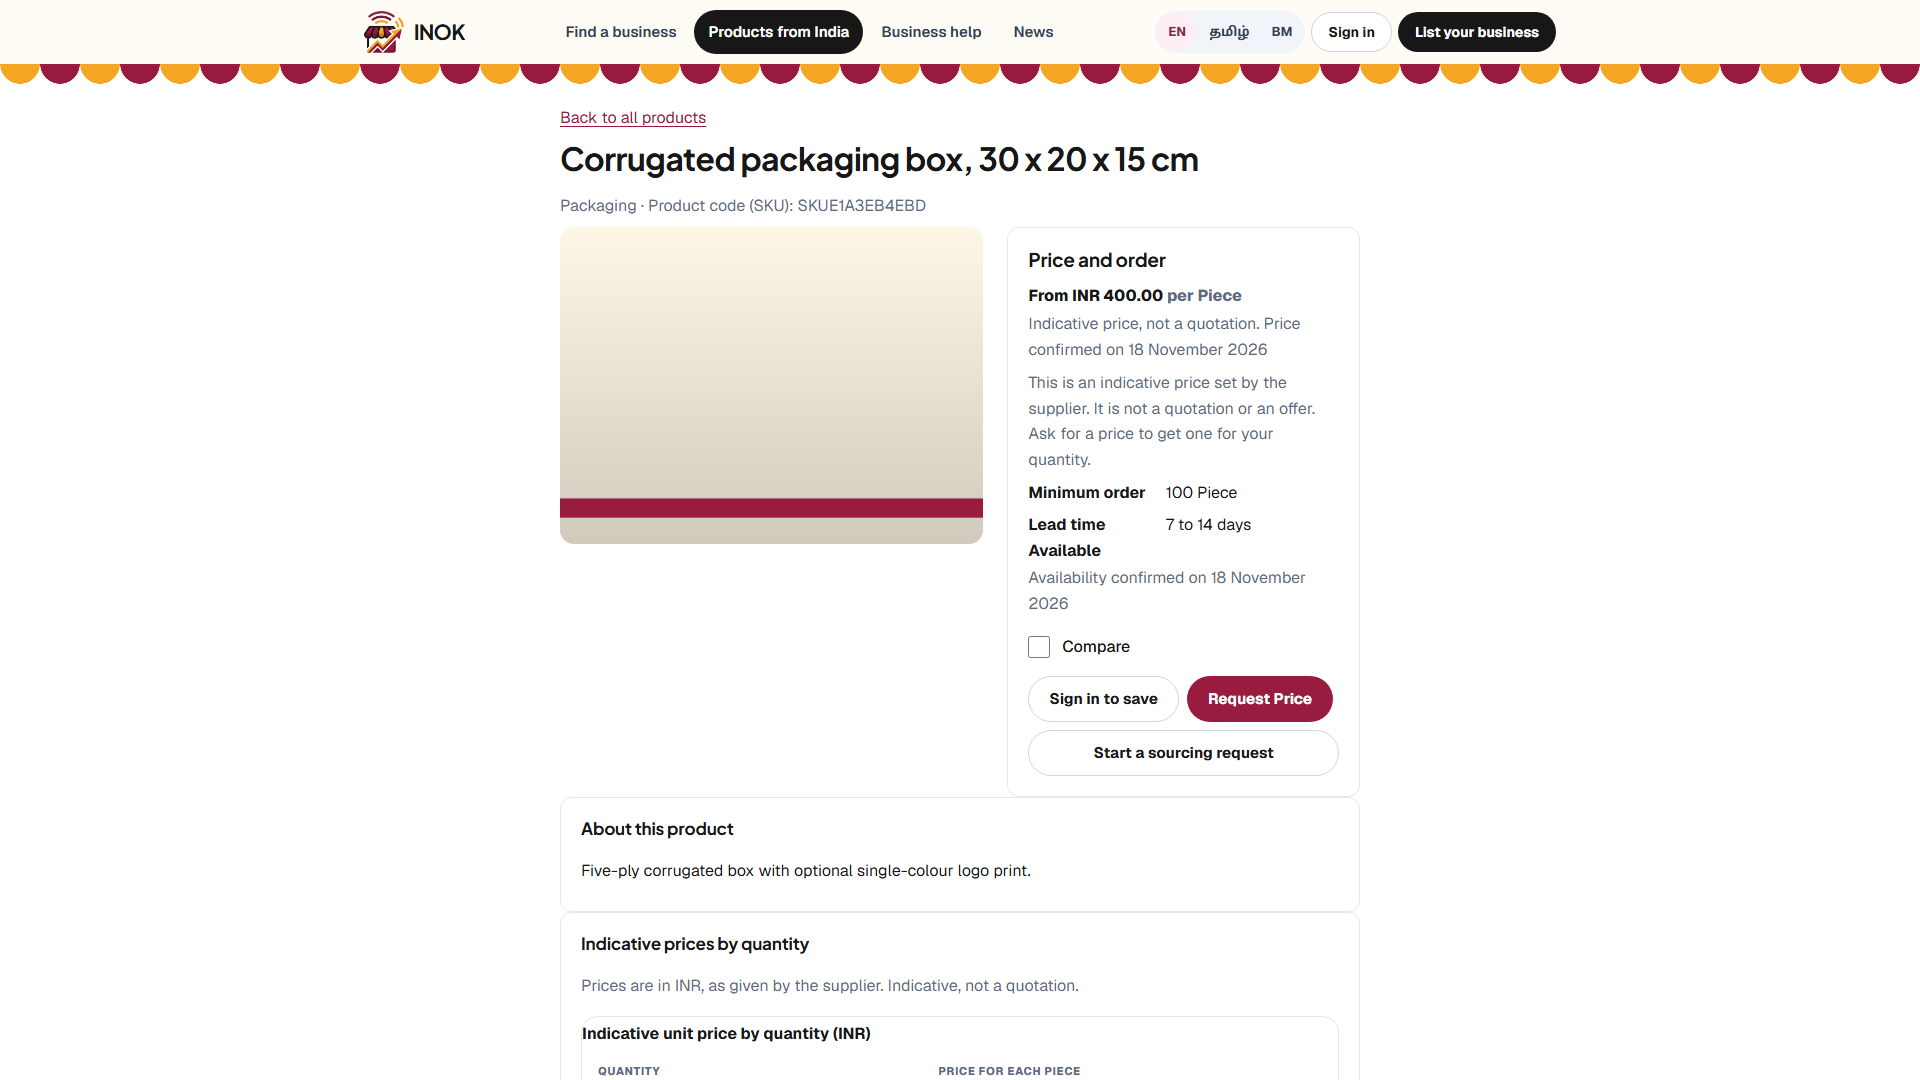 INOK
Find a business
Products from India
Business help
News
EN
தமிழ்
BM
Sign in
List your business
Back to all products
Corrugated packaging box, 30 x 20 x 15 cm
Packaging · Product code (SKU): SKUE1A3EB4EBD
Price and order
From INR 400.00 per Piece
Indicative price, not a quotation. Price
confirmed on 18 November 2026
This is an indicative price set by the
supplier. It is not a quotation or an offer.
Ask for a price to get one for your
quantity.
Minimum order 100 Piece
Lead time 7 to 14 days
Available
Availability confirmed on 18 November
2026
Compare
Sign in to save
Request Price
Start a sourcing request
About this product
Five-ply corrugated box with optional single-colour logo print.
Indicative prices by quantity
Prices are in INR, as given by the supplier. Indicative, not a quotation.
Indicative unit price by quantity (INR)
QUANTITY PRICE FOR EACH PIECE